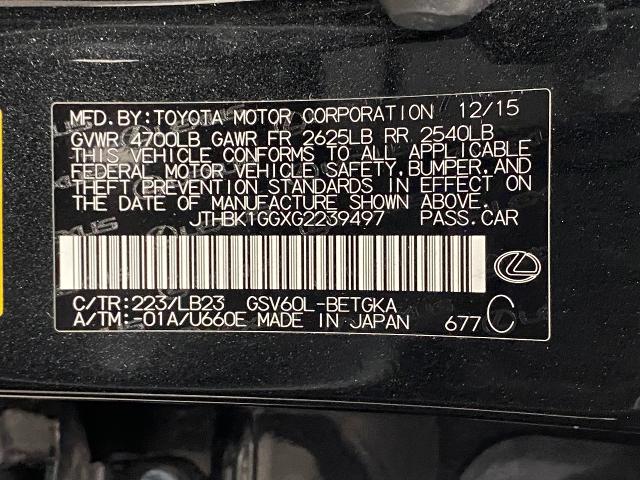 MFD.BY:TOYOTA MOTOR CORPORATION 12/15
GVWR 4700LB GAWR FR 2625LB RR 2540LB
THIS VEHICLE CONFORMS TO ALL APPLICABLE
FEDERAL MOTOR VEHICLE SAFETY,BUMPER,AND
THEFT PREVENTION STANDARDS IN EFFECT ON
THE DATE OF MANUFACTURE SHOWN ABOVE.
JTHBK1GGXG2239497 PASS.CAR
C/TR:223/LB23 GSV60L-BETGKA
A/TM:-01A/U660E MADE IN JAPAN 677 C